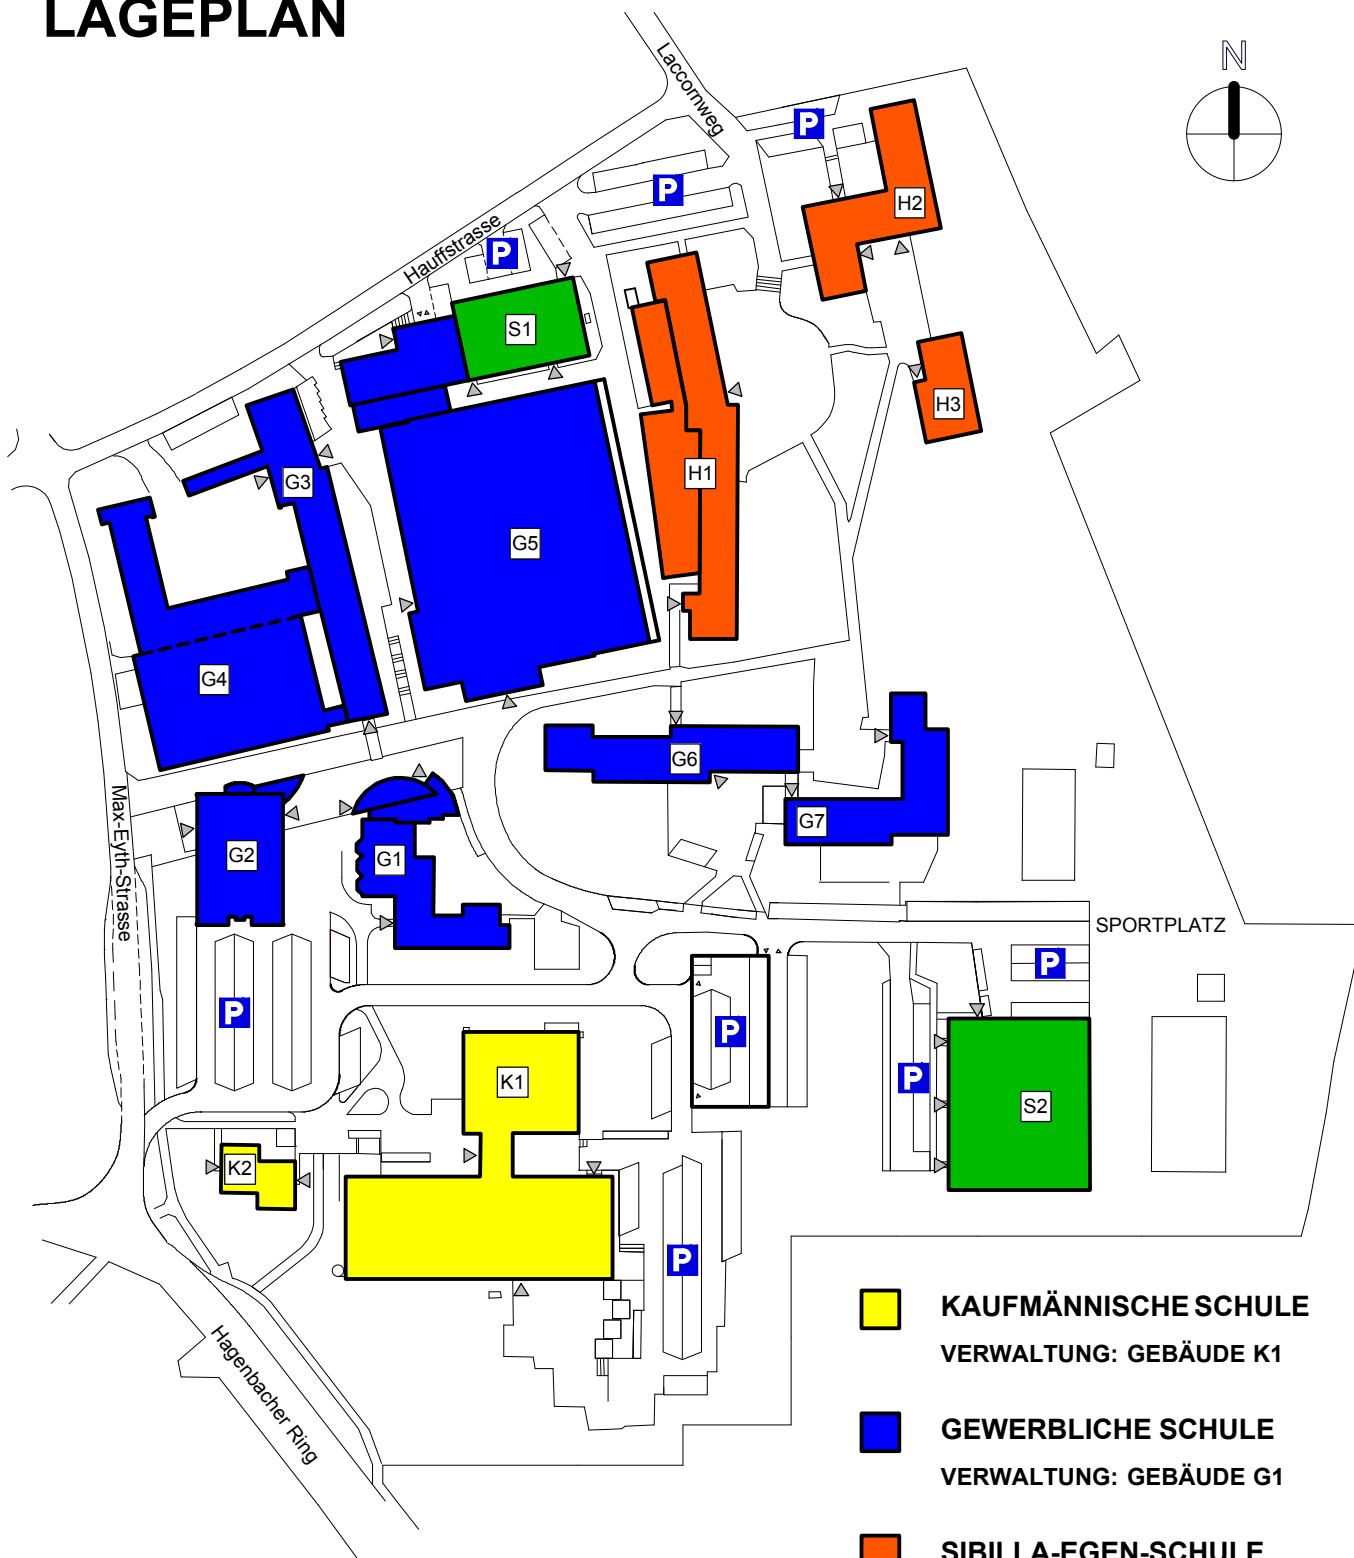 LAGEPLAN
N
Laccornweg
P
P
H2
Hauffstrasse
P
S1
H3
H1
G3
G5
G4
G6
G7
Max-Eyth-Strasse
G2
G1
SPORTPLATZ
P
P
P
K1
P
S2
K2
P
Hagenbacher Ring
KAUFMÄNNISCHE SCHULE
VERWALTUNG: GEBÄUDE K1
GEWERBLICHE SCHULE
VERWALTUNG: GEBÄUDE G1
SIBILLA-EGEN-SCHULE